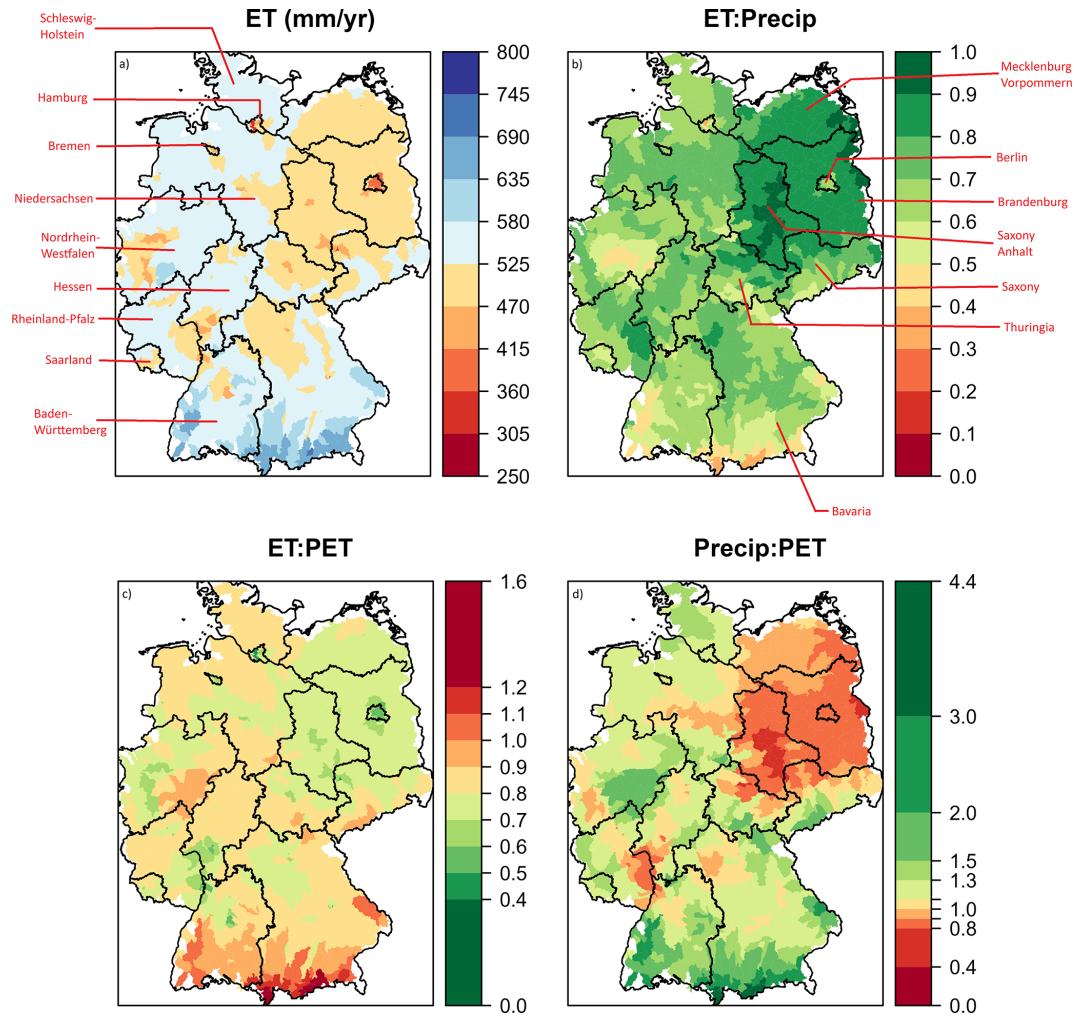 ET (mm/yr)
ET:Precip
Schleswig-
Holstein
Hamburg
Bremen
Niedersachsen
Nordrhein-
Westfalen
Hessen
Rheinland-Pfalz
Saarland
Baden-
Württemberg
a)
800
745
690
635
580
525
470
415
360
305
250
b)
1.0
0.9
0.8
0.7
0.6
0.5
0.4
0.3
0.2
0.1
0.0
Mecklenburg
Vorpommern
Berlin
Brandenburg
Saxony
Anhalt
Saxony
Thuringia
Bavaria
ET:PET
Precip:PET
c)
1.6
1.2
1.1
1.0
0.9
0.8
0.7
0.6
0.5
0.4
0.0
d)
4.4
3.0
2.0
1.5
1.3
1.0
0.8
0.4
0.0